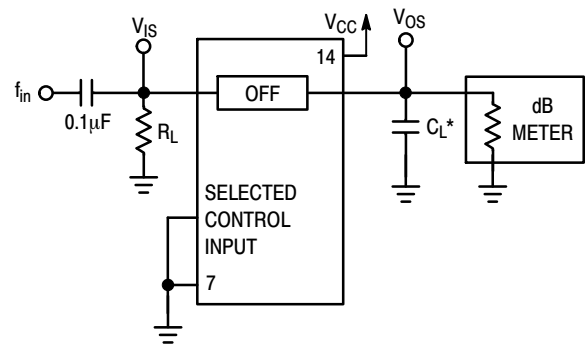 V_IS
V_CC
V_OS
14
f_in
OFF
dB
METER
0.1μF
R_L
C_L*
SELECTED
CONTROL
INPUT
7